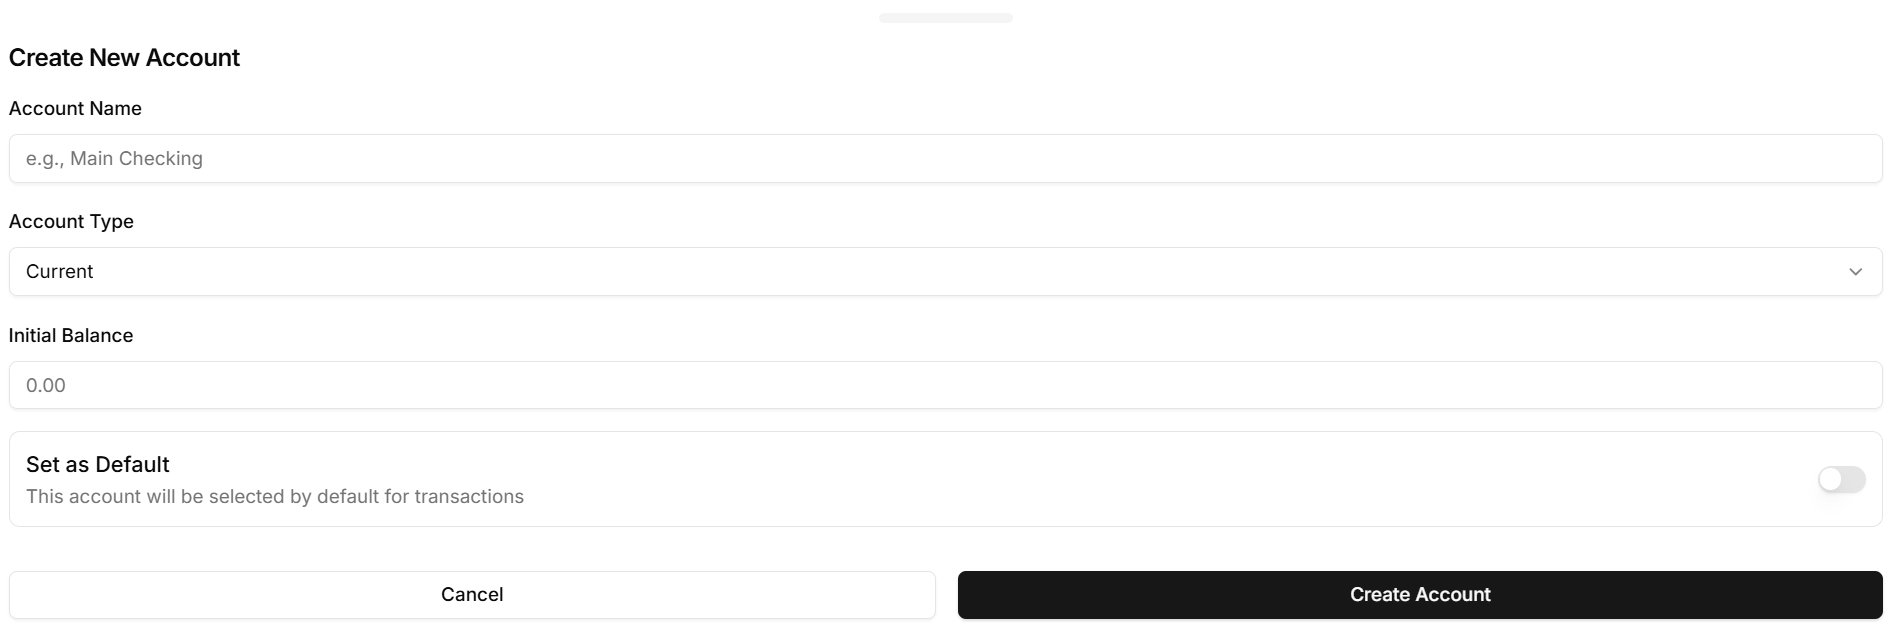 Create New Account
Account Name
e.g., Main Checking
Account Type
Current
Initial Balance
0.00
Set as Default
This account will be selected by default for transactions
Cancel
Create Account